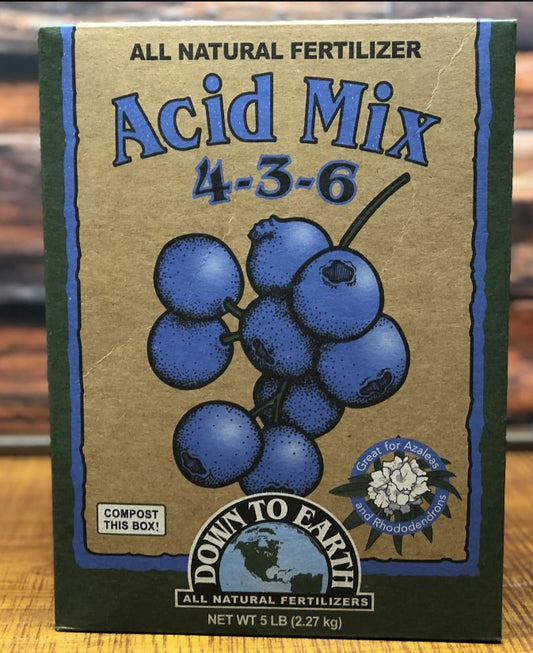 ALL NATURAL FERTILIZER
Acid Mix
4-3-6
Great for Azaleas
and Rhododendrons
COMPOST
THIS BOX!
DOWN TO EARTH
ALL NATURAL FERTILIZERS
NET WT 5 LB (2.27 kg)